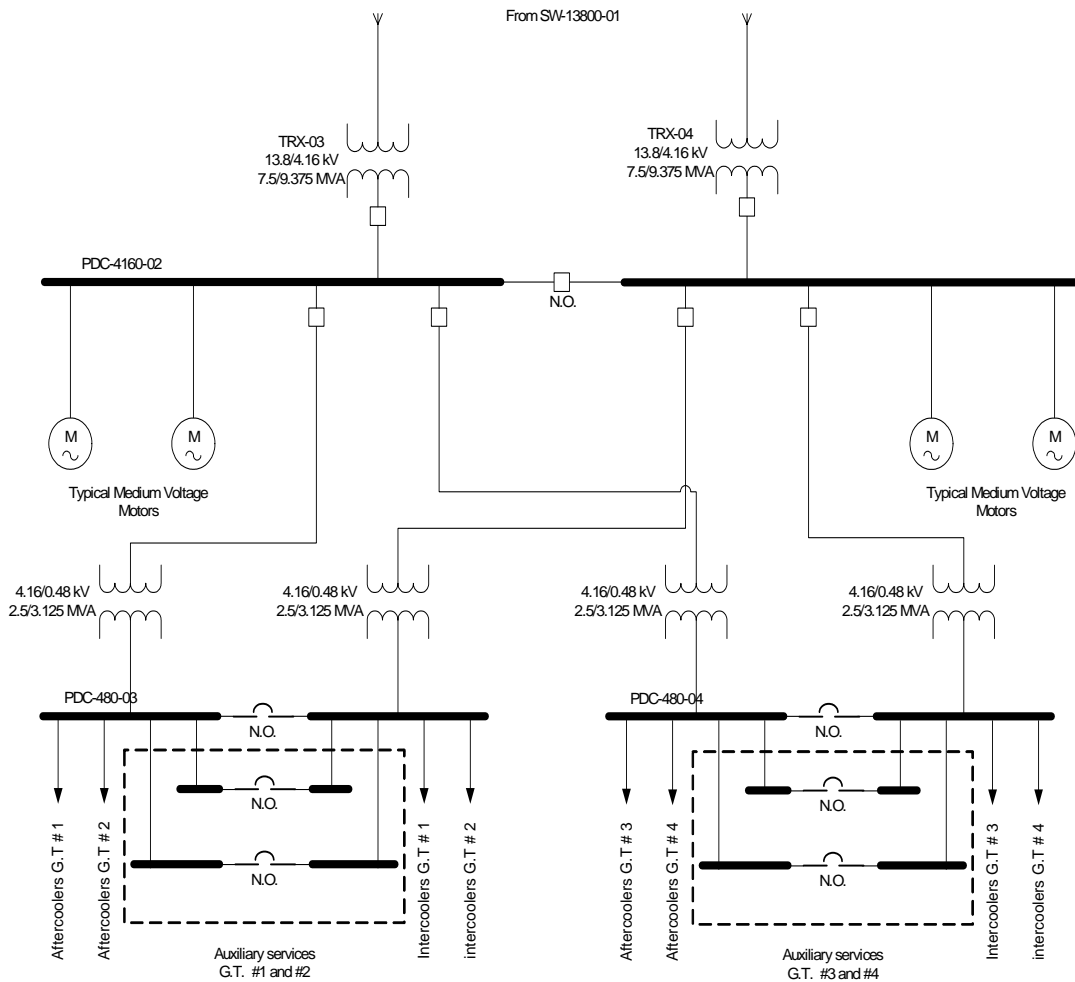 From SW-13800-01
TRX-03
13.8/4.16 kV
7.5/9.375 MVA
TRX-04
13.8/4.16 kV
7.5/9.375 MVA
PDC-4160-02
N.O.
M
M
M
M
Typical Medium Voltage
Motors
Typical Medium Voltage
Motors
4.16/0.48 kV
2.5/3.125 MVA
4.16/0.48 kV
2.5/3.125 MVA
4.16/0.48 kV
2.5/3.125 MVA
4.16/0.48 kV
2.5/3.125 MVA
PDC-480-03
N.O.
PDC-480-04
N.O.
N.O.
N.O.
N.O.
N.O.
Aftercoolers G.T # 1
Aftercoolers G.T # 2
Intercoolers G.T # 1
intercoolers G.T # 2
Aftercoolers G.T # 3
Aftercoolers G.T # 4
Intercoolers G.T # 3
intercoolers G.T # 4
Auxiliary services
G.T. #1 and #2
Auxiliary services
G.T. #3 and #4